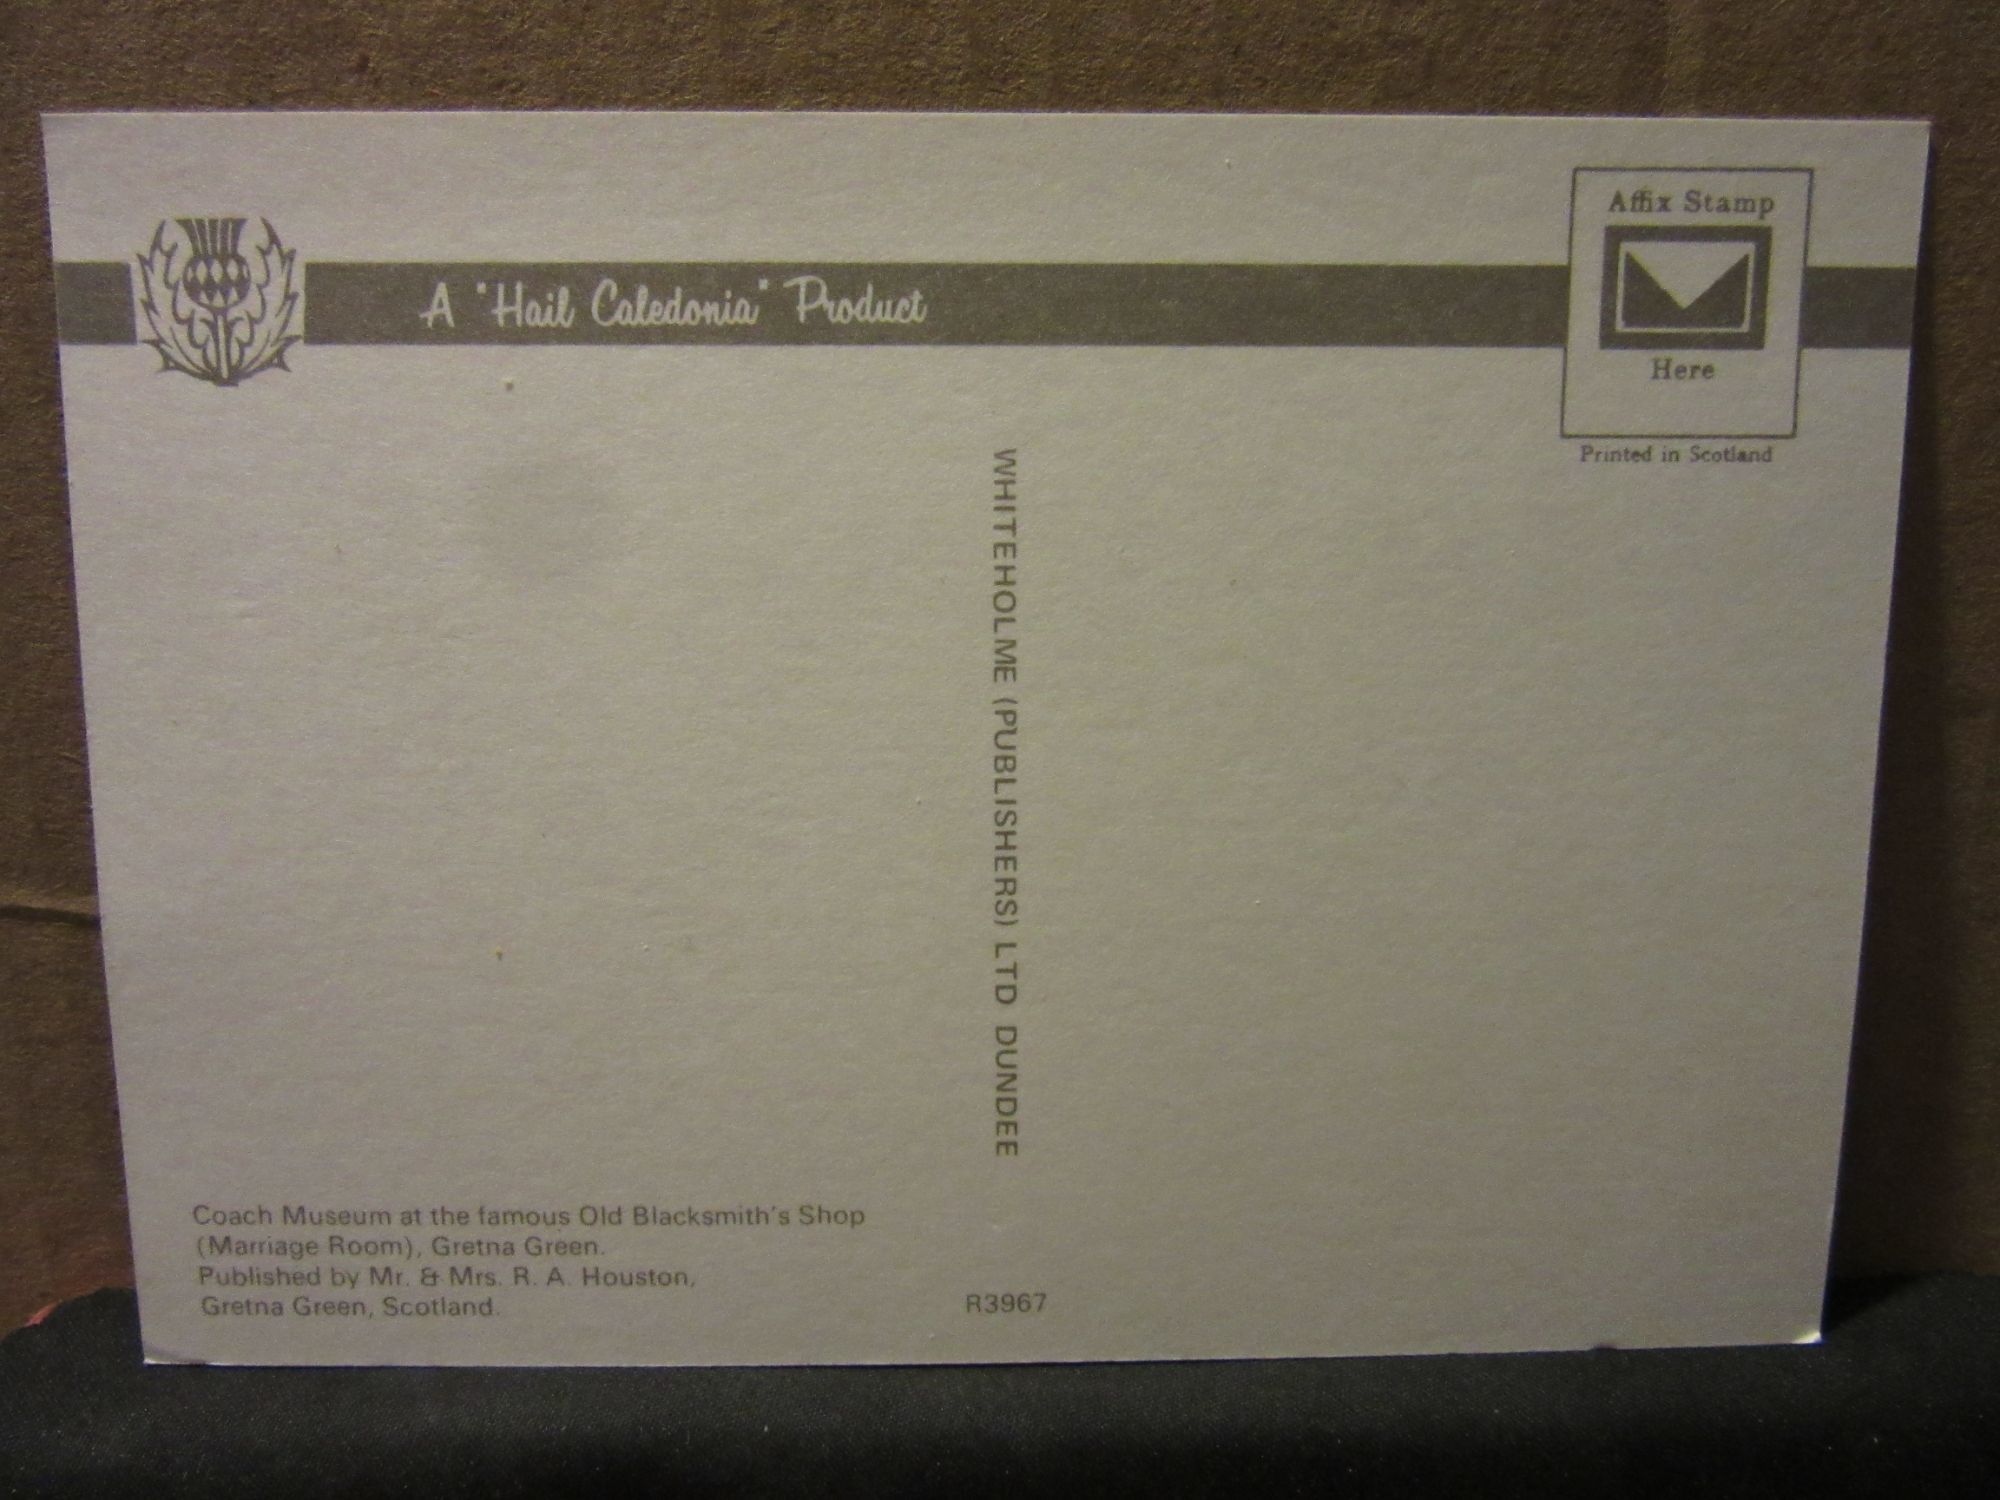 Affix Stamp
A "Hail Caledonia" Product
Here
Printed in Scotland
WHITEHOLME (PUBLISHERS) LTD DUNDEE
Coach Museum at the famous Old Blacksmith's Shop
(Marriage Room), Gretna Green.
Published by Mr. & Mrs. R. A. Houston,
Gretna Green, Scotland.
R3967